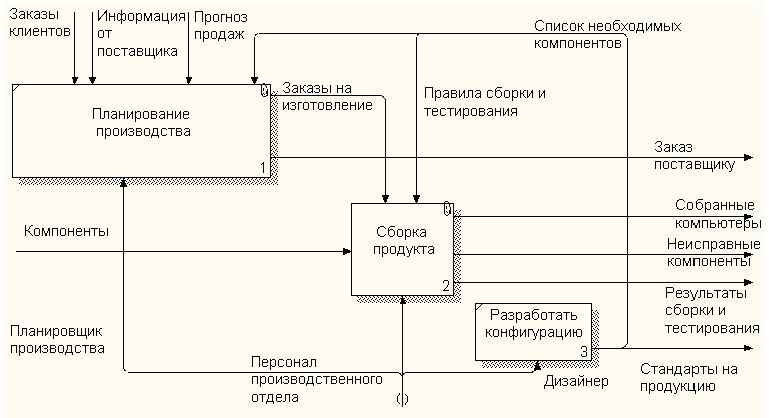 Заказы
клиентов
Информация
от
поставщика
Прогноз
продаж
Список необходимых
компонентов
Планирование
производства
0
1
Заказы на
изготовление
Правила сборки и
тестирования
Заказ
поставщику
Компоненты
Сборка
продукта
0
2
Собранные
компьютеры
Неисправные
компоненты
Результаты
сборки и
тестирования
Разработать
конфигурацию
3
Планировщик
производства
Персонал
производственного
отдела
Дизайнер
Стандарты на
продукцию
()